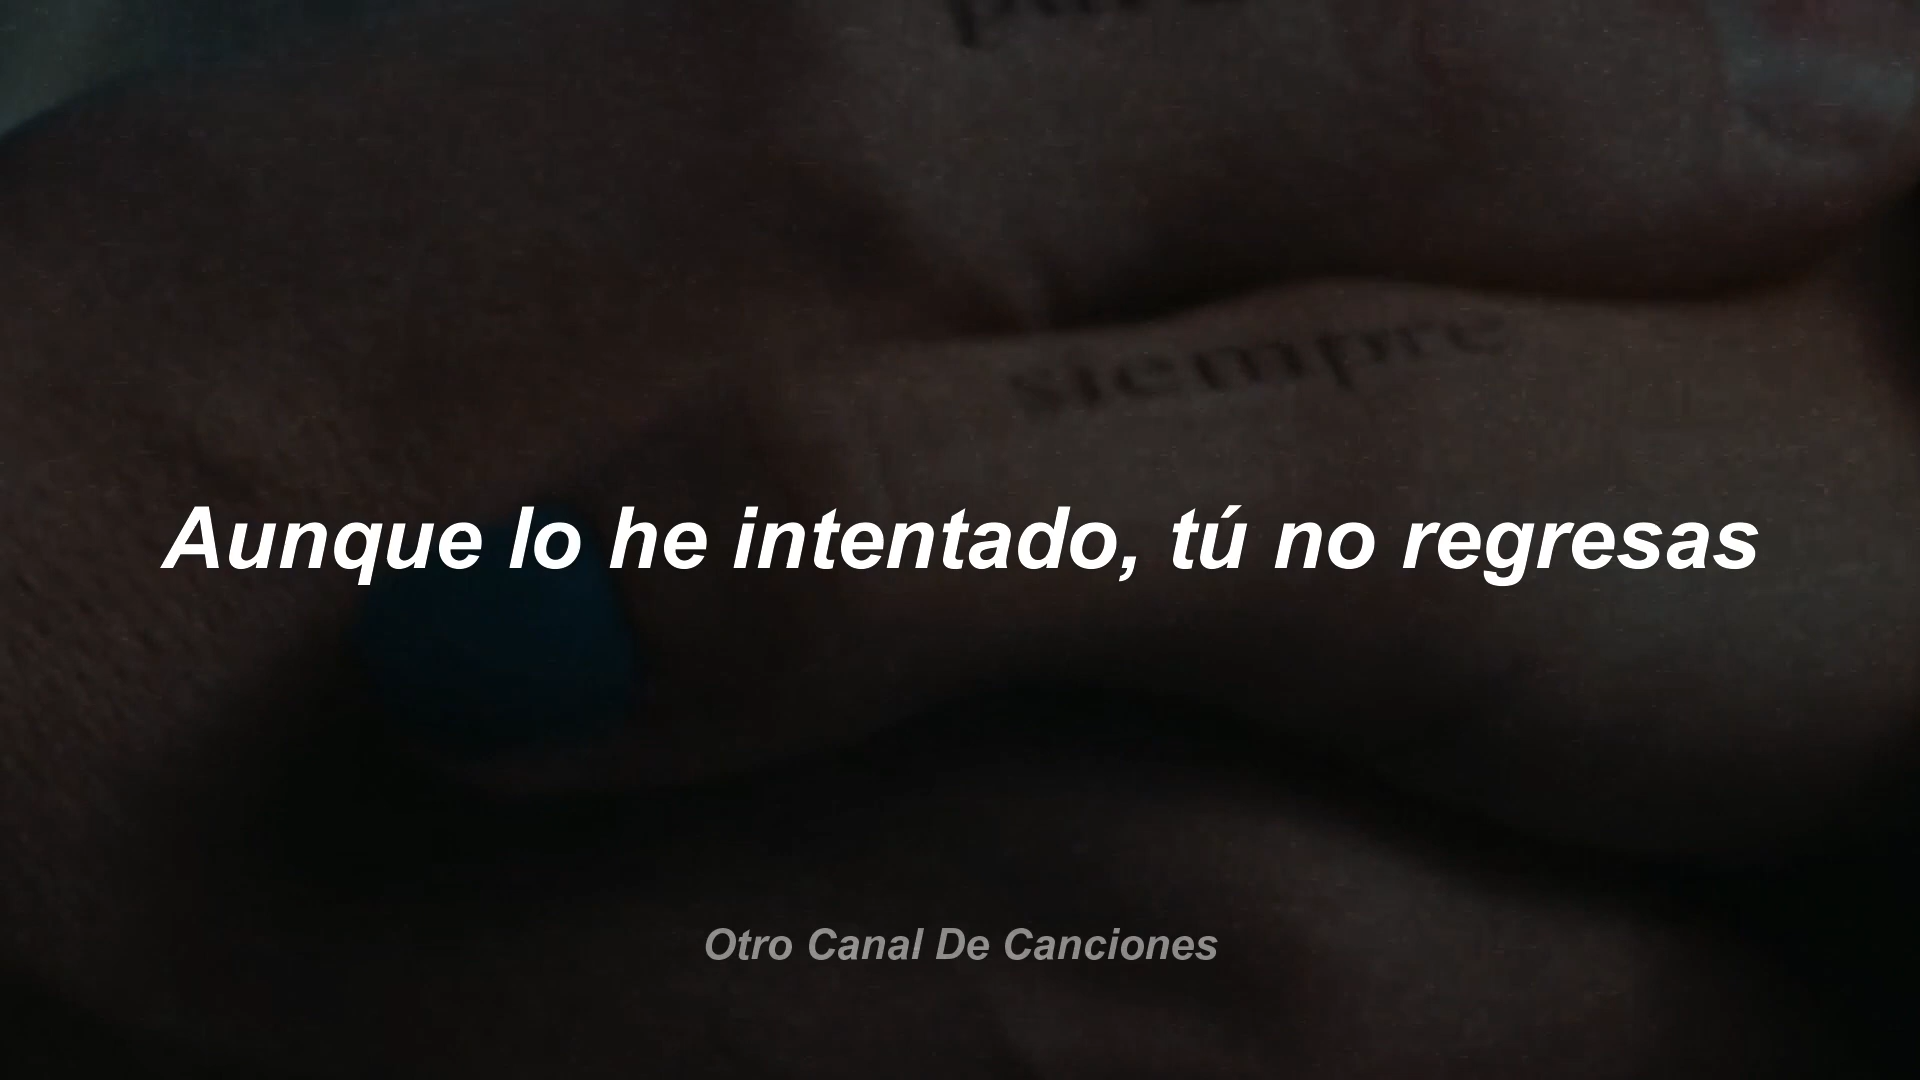 siempre
Aunque lo he intentado, tú no regresas
Otro Canal De Canciones